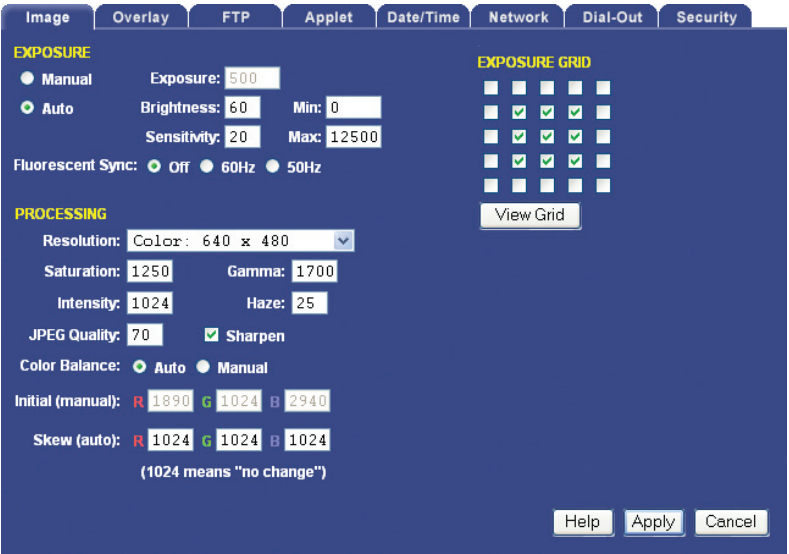 Image Overlay FTP Applet Date/Time Network Dial-Out Security
EXPOSURE
Manual Exposure: 500
Auto Brightness: 60 Min: 0
Sensitivity: 20 Max: 12500
Fluorescent Sync: Off 60Hz 50Hz
EXPOSURE GRID
View Grid
PROCESSING
Resolution: Color: 640 x 480
Saturation: 1250 Gamma: 1700
Intensity: 1024 Haze: 25
JPEG Quality: 70 Sharpen
Color Balance: Auto Manual
Initial (manual): R 1890 G 1024 B 2940
Skew (auto): R 1024 G 1024 B 1024
(1024 means "no change")
Help Apply Cancel